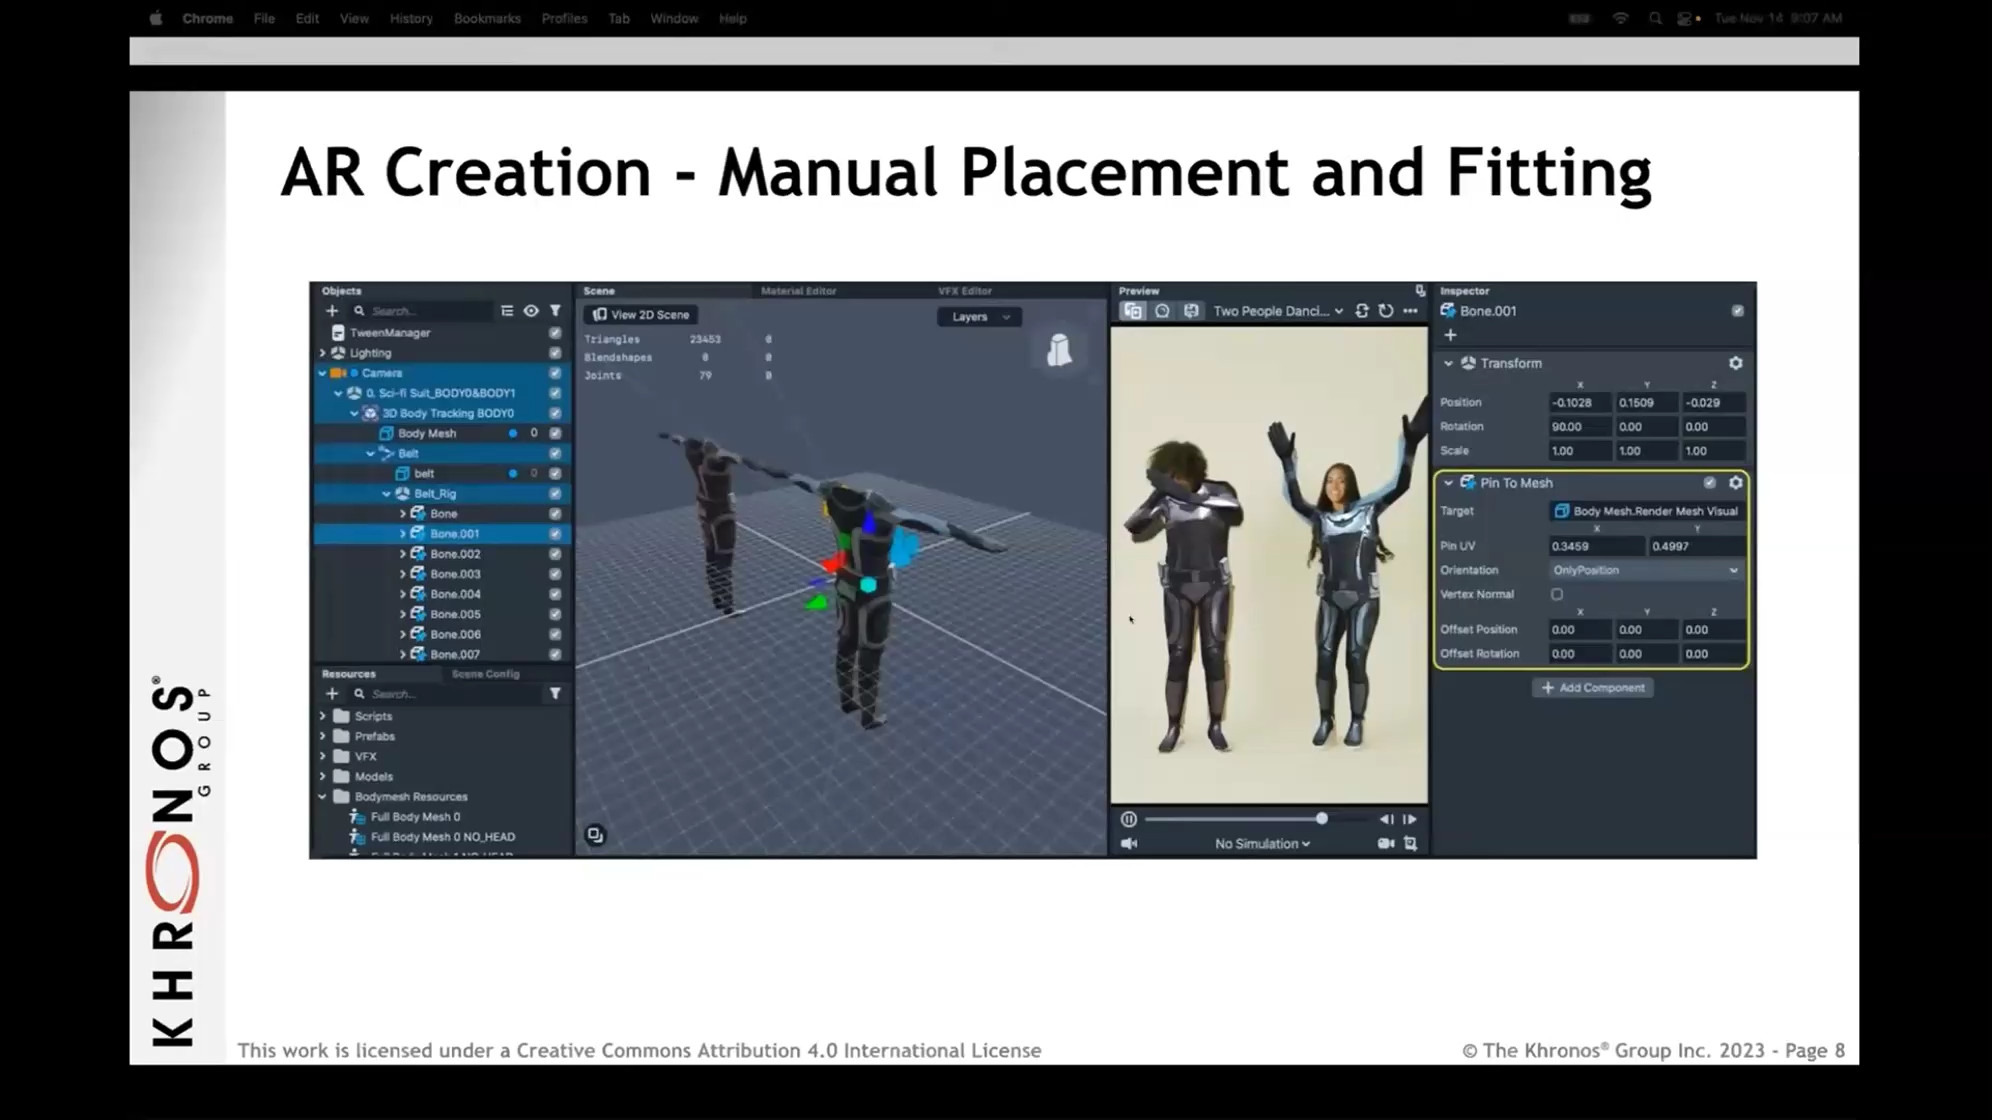 Chrome File Edit View History Bookmarks Profiles Tab Window Help
Tue Nov 14 9:07 AM
AR Creation - Manual Placement and Fitting
Objects
Search...
TweenManager
Lighting
Camera
0. Sci-fi Suit_BODY0&BODY1
3D Body Tracking BODY0
Body Mesh 0
Belt
belt 0
Belt_Rig
Bone
Bone.001
Bone.002
Bone.003
Bone.004
Bone.005
Bone.006
Bone.007
Resources Scene Config
Search...
Scripts
Prefabs
VFX
Models
Bodymesh Resources
Full Body Mesh 0
Full Body Mesh 0 NO_HEAD
Scene Material Editor VFX Editor
View 2D Scene
Layers
Triangles 23453 0
Blendshapes 0 0
Joints 79 0
Preview
Two People Danci...
No Simulation
Inspector
Bone.001
Transform
X Y Z
Position -0.1028 0.1509 -0.029
Rotation 90.00 0.00 0.00
Scale 1.00 1.00 1.00
Pin To Mesh
Target Body Mesh.Render Mesh Visual
X Y
Pin UV 0.3459 0.4997
Orientation OnlyPosition
Vertex Normal
X Y Z
Offset Position 0.00 0.00 0.00
Offset Rotation 0.00 0.00 0.00
Add Component
KHRONOS®
GROUP
This work is licensed under a Creative Commons Attribution 4.0 International License
© The Khronos® Group Inc. 2023 - Page 8